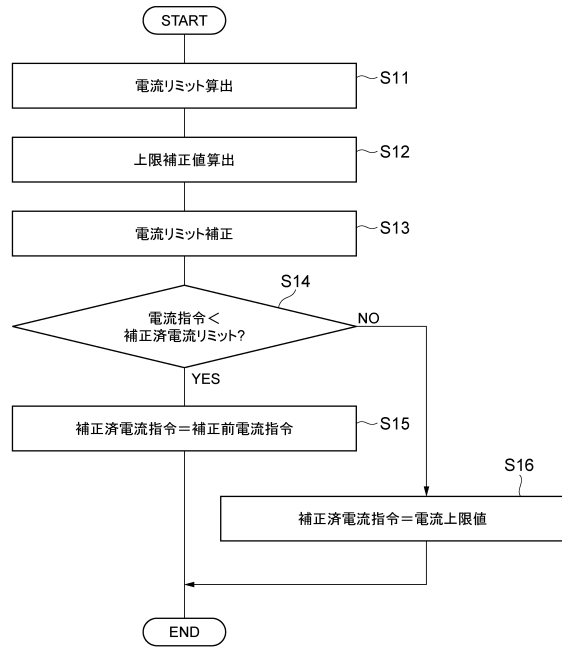 START
電流リミット算出
S11
上限補正値算出
S12
電流リミット補正
S13
S14
電流指令＜
補正済電流リミット?
NO
YES
補正済電流指令＝補正前電流指令
S15
S16
補正済電流指令＝電流上限値
END